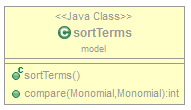 <<Java Class>>
sortTerms
model
sortTerms()
compare(Monomial,Monomial):int